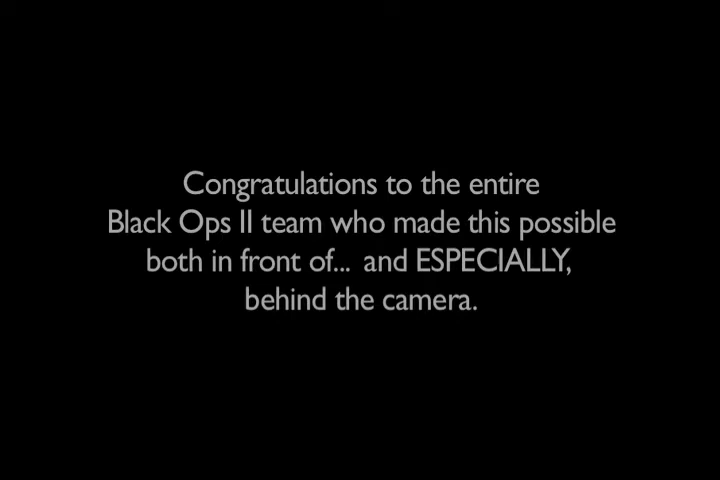 Congratulations to the entire
Black Ops II team who made this possible
both in front of... and ESPECIALLY,
behind the camera.